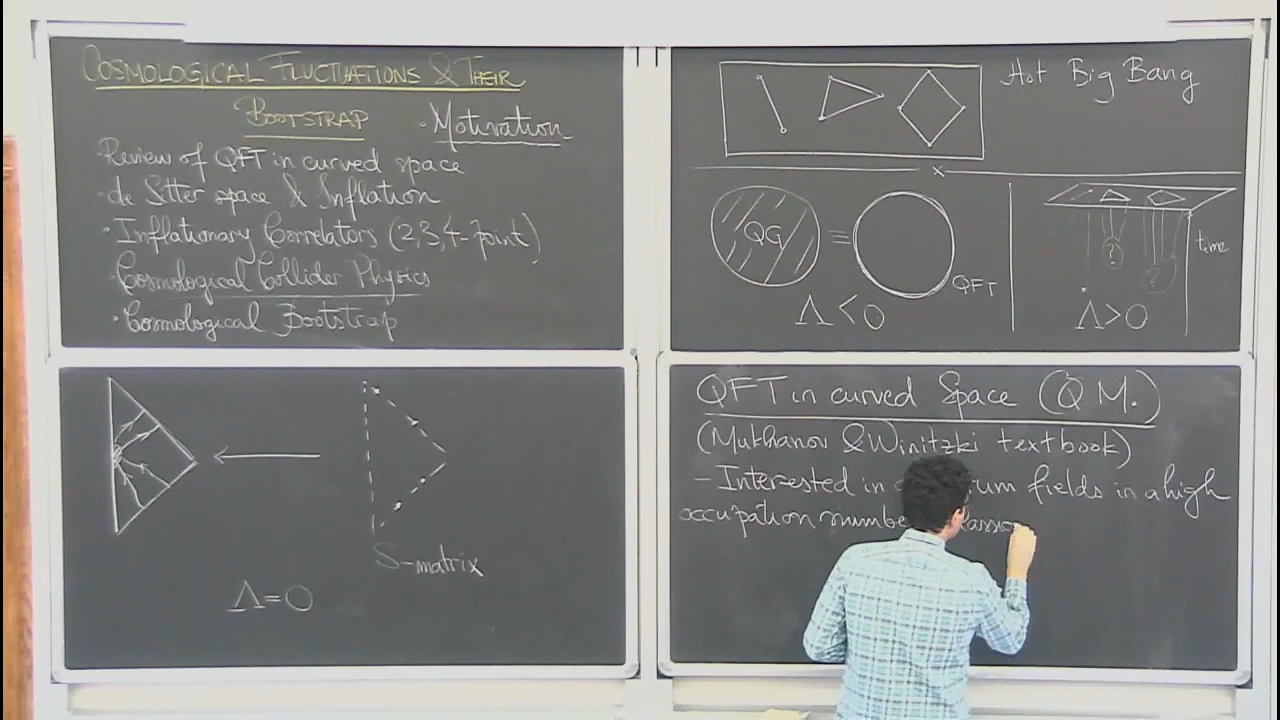 COSMOLOGICAL FLUCTUATIONS & THEIR
BOOTSTRAP
· Motivation
· Review of QFT in curved space
· de Sitter space & Inflation
· Inflationary Correlators (2,3,4-point)
· Cosmological Collider Physics
· Cosmological Bootstrap
Hot Big Bang
x
QG = QFT
Λ<0
? ?
time
Λ>0
S-matrix
Λ=0
QFT in curved Space (QM.)
(Mukhanov & Winitzki textbook)
- Interested in fields in a high
occupation